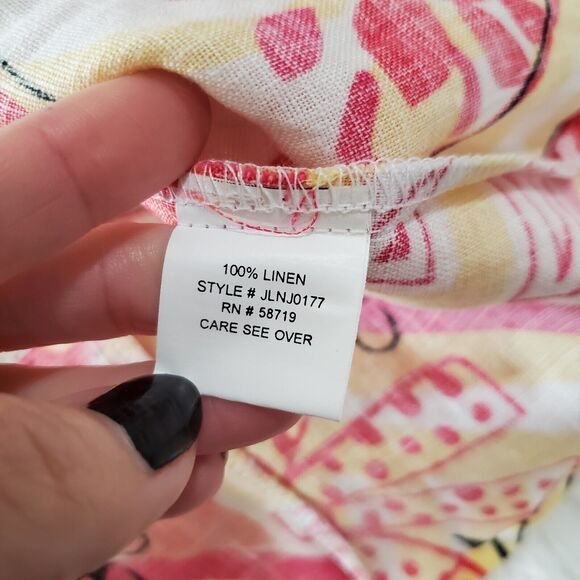 100% LINEN
STYLE # JLNJ0177
RN # 58719
CARE SEE OVER